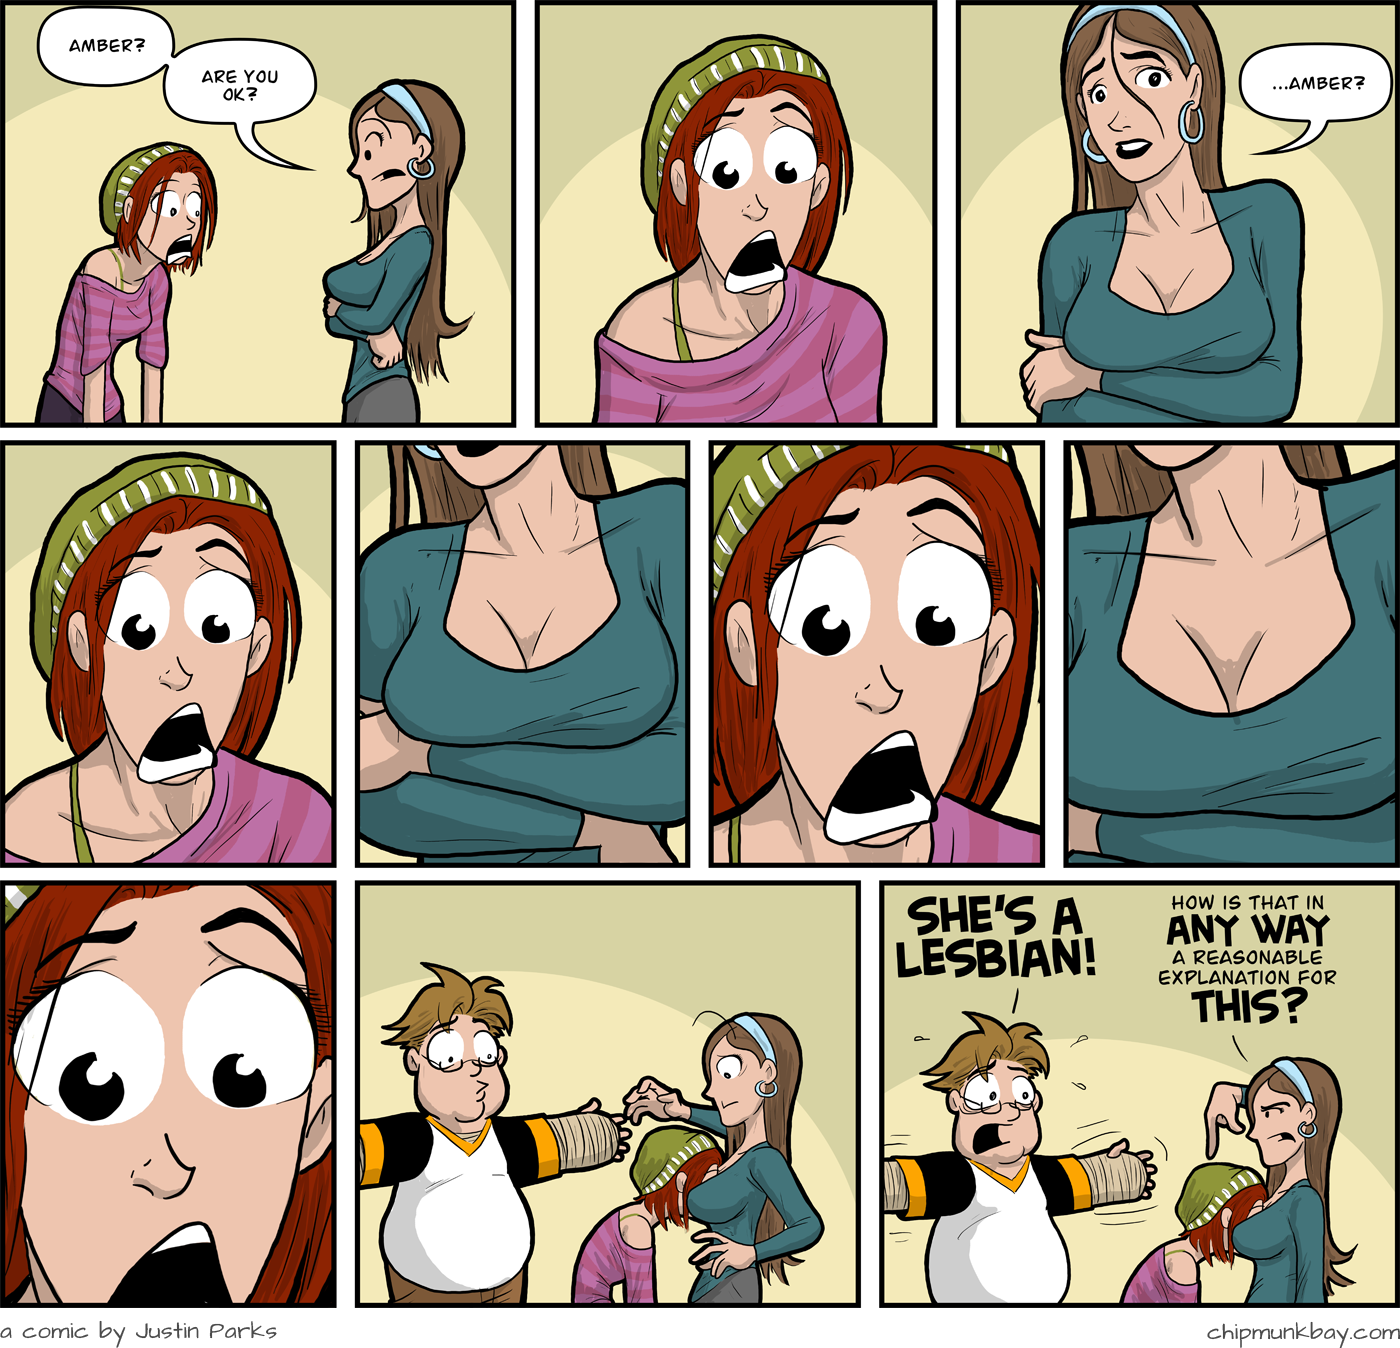 AMBER?
ARE YOU
OK?
...AMBER?
SHE'S A
LESBIAN!
HOW IS THAT IN
ANY WAY
A REASONABLE
EXPLANATION FOR
THIS?
a comic by Justin Parks
chipmunkbay.com